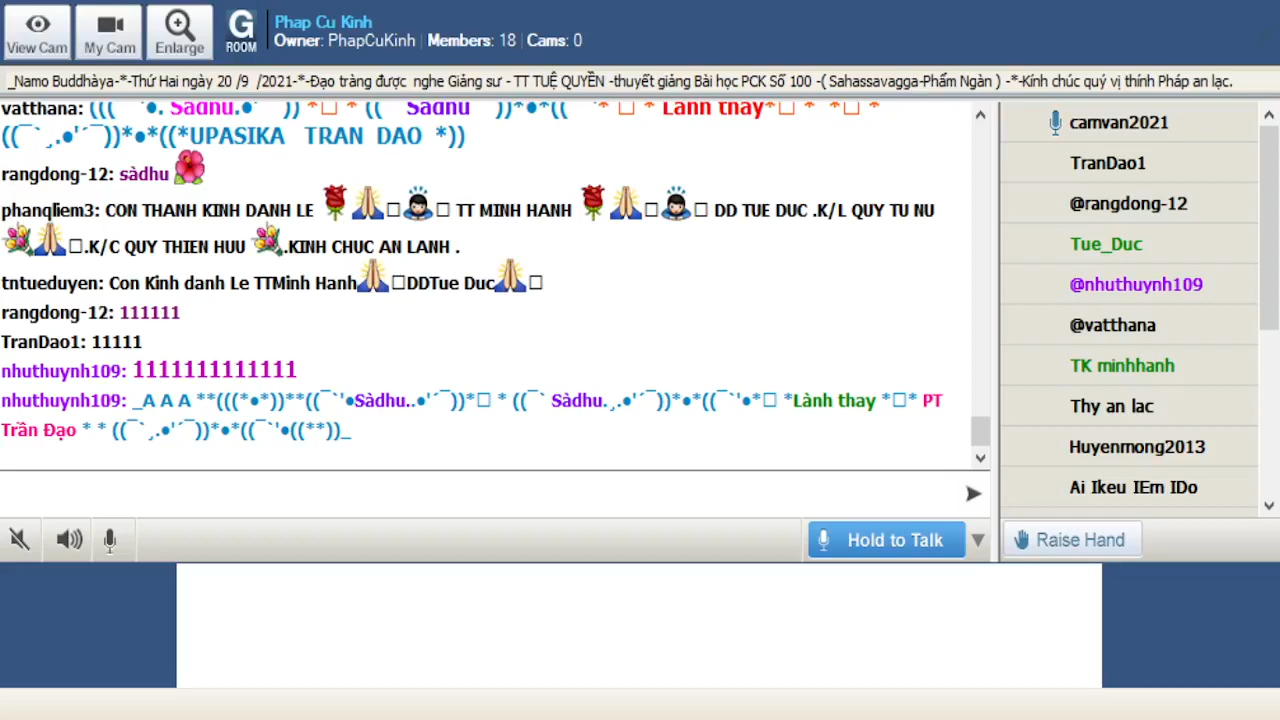 Phap Cu Kinh
Owner: PhapCuKinh Members: 18 Cams: 0
View Cam My Cam Enlarge G ROOM
_Namo Buddhàya-*-Thứ Hai ngày 20 /9 /2021-*-Đạo tràng được nghe Giảng sư - TT TUỆ QUYỀN -thuyết giảng Bài học PCK Số 100 -( Sahassavagga-Phẩm Ngàn ) -*-Kính chúc quý vị thính Pháp an lạc.
vatthana: ((( ¯`•. Sàdhu.•´¯ )) *□ * (( ¯ Sàdhu ¯ ))*•*((¯ `* □ * Lành thay*□ * *□ *
((¯`¸.•'´¯))*•*((*UPASIKA TRAN DAO *))
rangdong-12: sàdhu
phanqliem3: CON THANH KINH DANH LE 🌹🙏□🙇□ TT MINH HANH 🌹🙏□🙇□ DD TUE DUC .K/L QUY TU NU
💐🙏□.K/C QUY THIEN HUU 💐.KINH CHUC AN LANH .
tntueduyen: Con Kình danh Le TTMinh Hanh🙏□DDTue Duc🙏□
rangdong-12: 111111
TranDao1: 11111
nhuthuynh109: 1111111111111
nhuthuynh109: _A A A **(((*•*))**((¯`'•Sàdhu..•'´¯))*□ * ((¯` Sàdhu.¸.•'´¯))*•*((¯`'•*□ *Lành thay *□* PT
Trần Đạo * * ((¯`¸.•'´¯))*•*((¯`'•((**))_
camvan2021
TranDao1
@rangdong-12
Tue_Duc
@nhuthuynh109
@vatthana
TK minhhanh
Thy an lac
Huyenmong2013
Ai Ikeu IEm IDo
Hold to Talk
Raise Hand